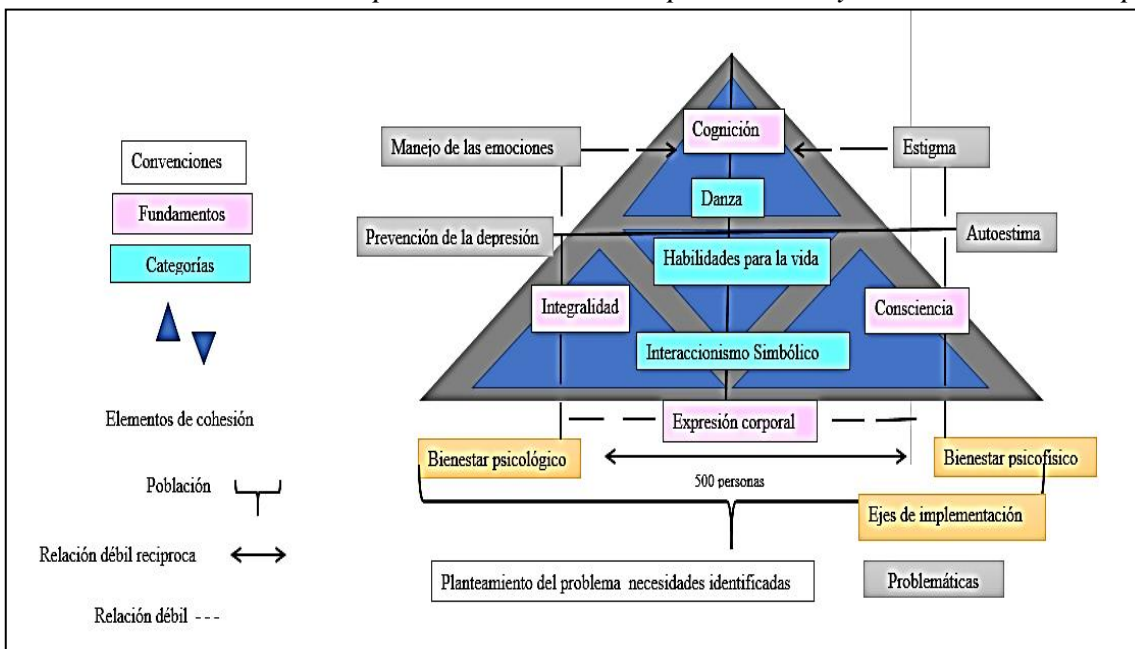 Convenciones
Fundamentos
Categorías
Elementos de cohesión
Población
Relación débil reciproca
Relación débil ---
Cognición
Manejo de las emociones
Estigma
Danza
Prevención de la depresión
Autoestima
Habilidades para la vida
Integralidad
Consciencia
Interaccionismo Simbólico
Expresión corporal
Bienestar psicológico
Bienestar psicofísico
500 personas
Ejes de implementación
Planteamiento del problema necesidades identificadas
Problemáticas